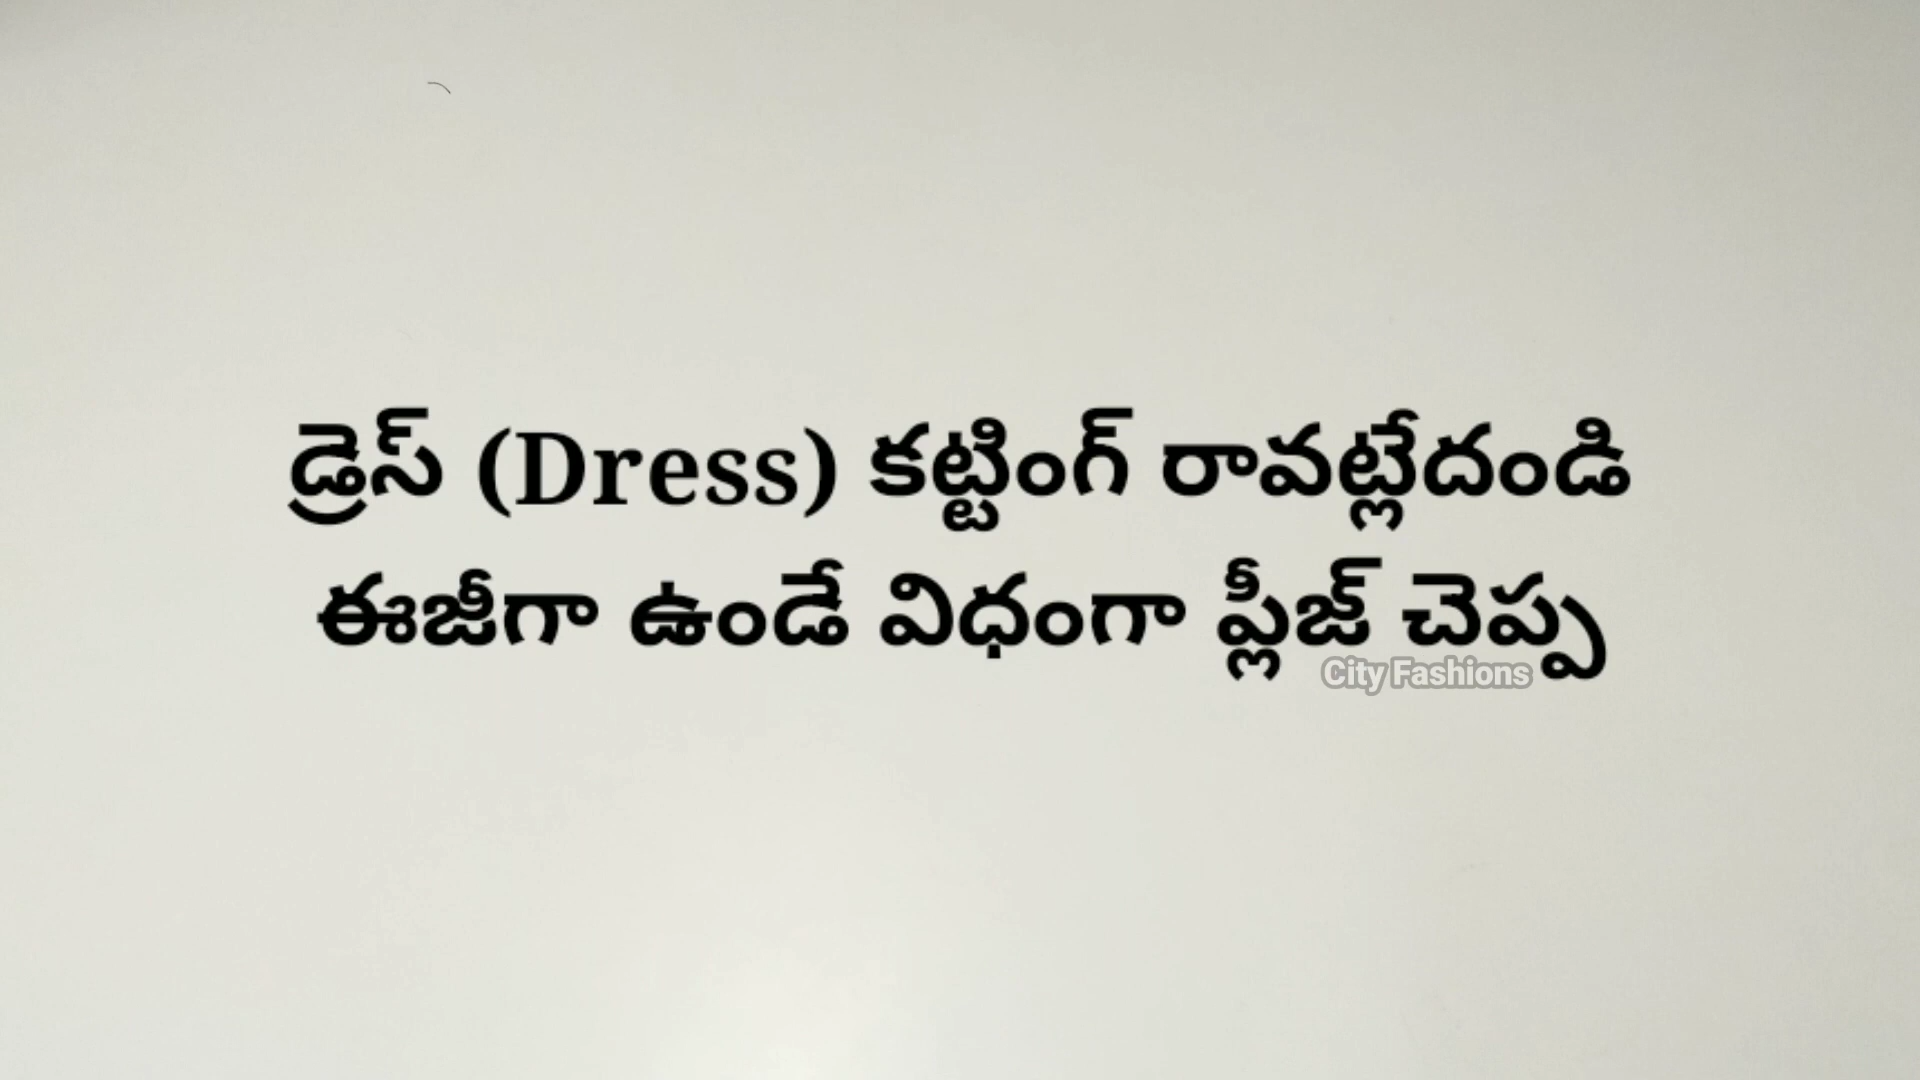 డ్రెస్ (Dress) కట్టింగ్ రావట్లేదండి
ఈజీగా ఉండే విధంగా ప్లీజ్ చెప్ప
City Fashions